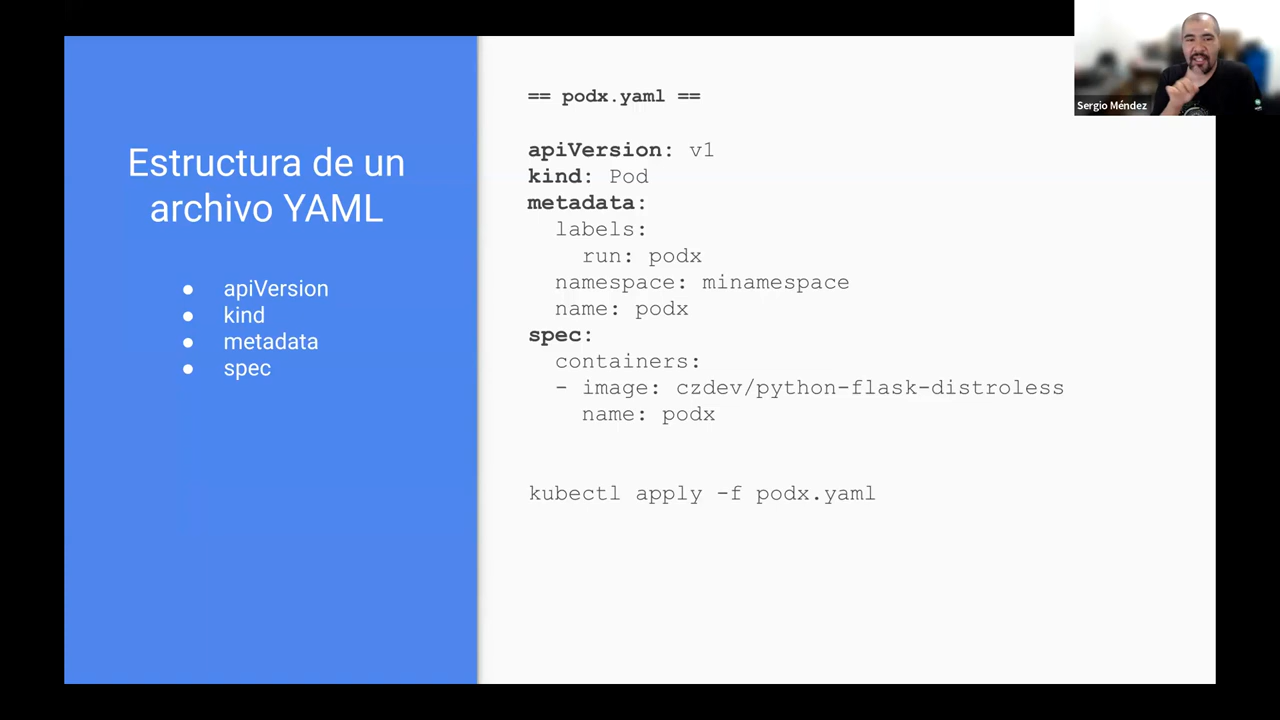 Estructura de un
archivo YAML
● apiVersion
● kind
● metadata
● spec
== podx.yaml ==
apiVersion: v1
kind: Pod
metadata:
  labels:
    run: podx
  namespace: minamespace
  name: podx
spec:
  containers:
  - image: czdev/python-flask-distroless
    name: podx
kubectl apply -f podx.yaml
Sergio Méndez